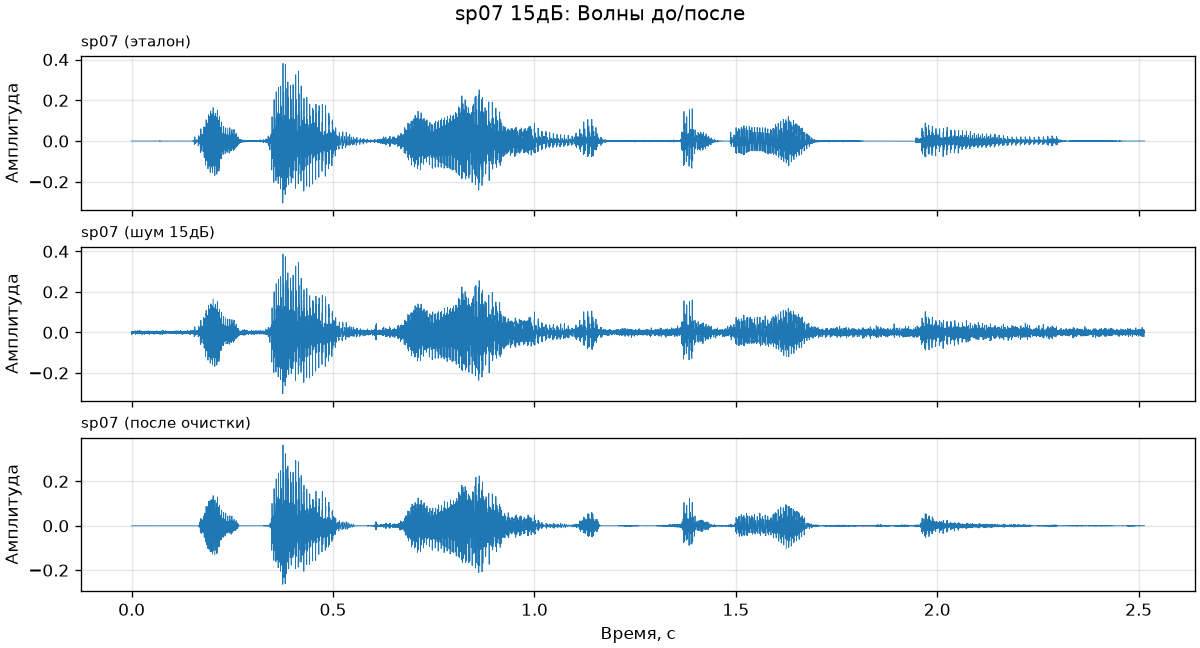 sp07 15дБ: Волны до/после
sp07 (эталон)
Амплитуда
0.4
0.2
0.0
−0.2
sp07 (шум 15дБ)
Амплитуда
0.4
0.2
0.0
−0.2
sp07 (после очистки)
Амплитуда
0.2
0.0
−0.2
0.0 0.5 1.0 1.5 2.0 2.5
Время, с